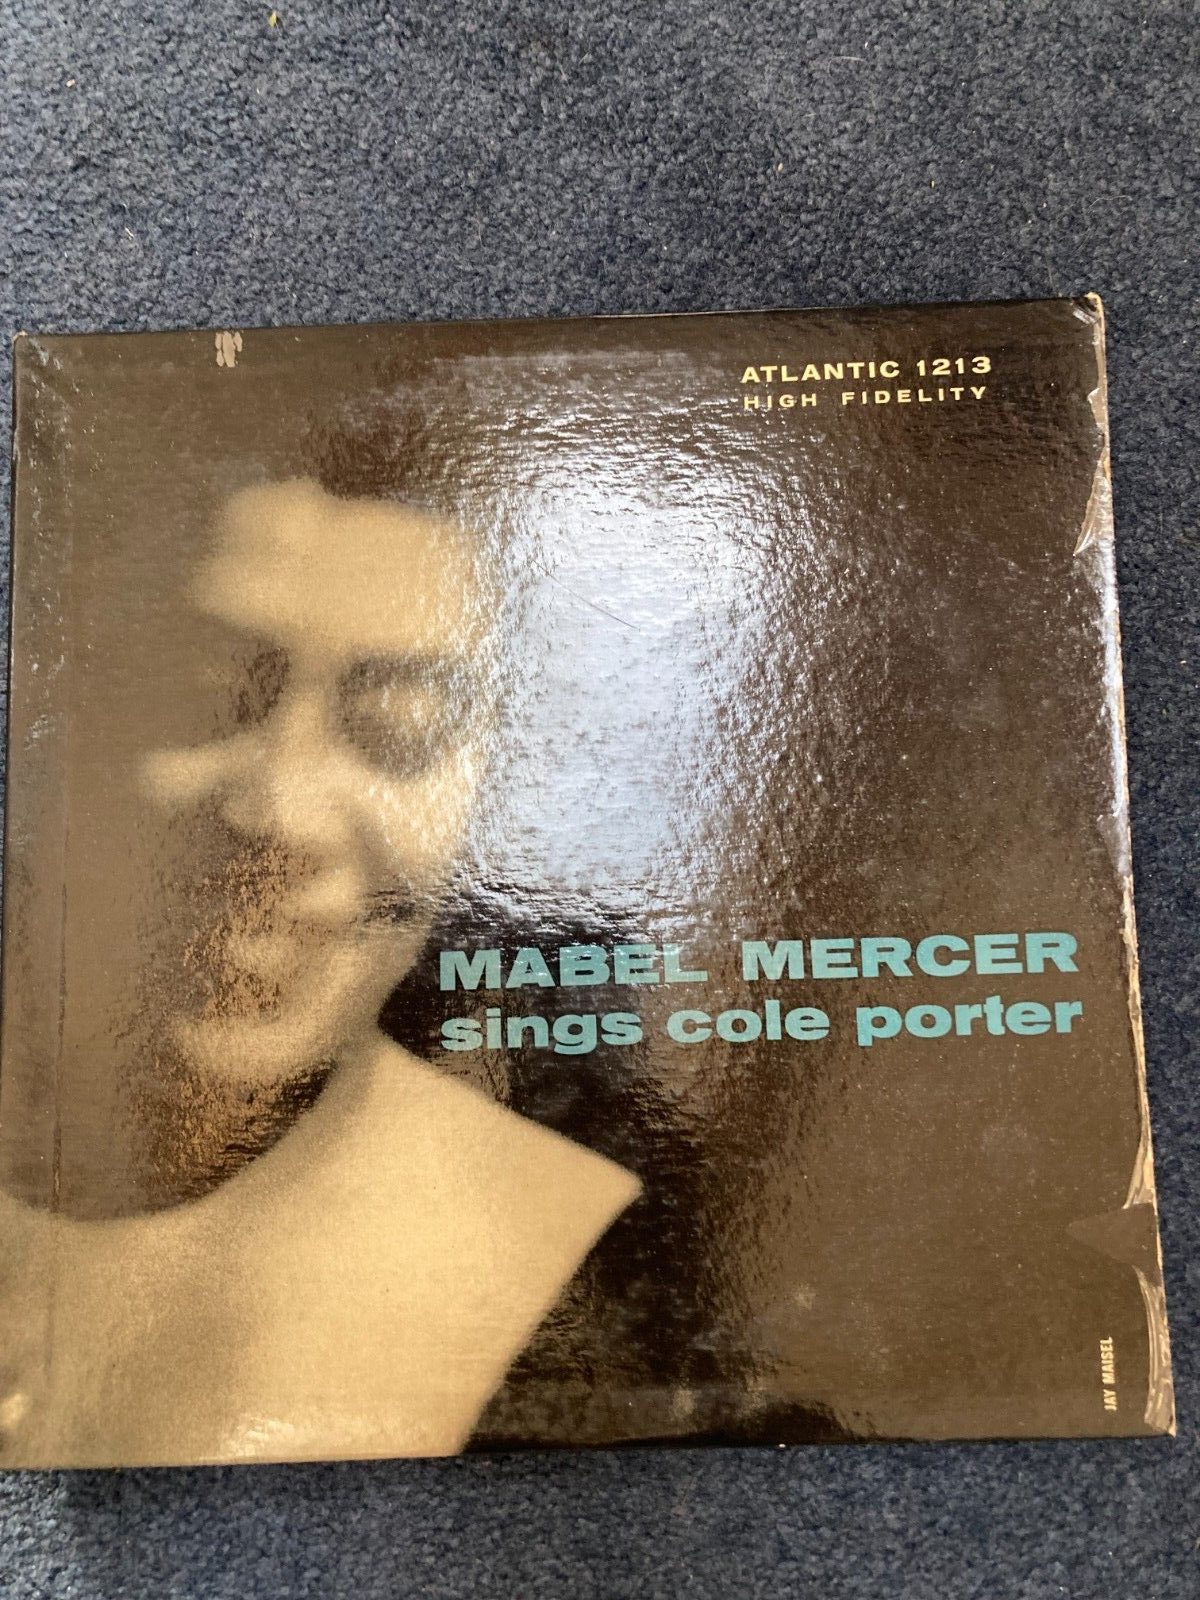 ATLANTIC 1213
HIGH FIDELITY
MABEL MERCER
sings cole porter
JAY MAISEL